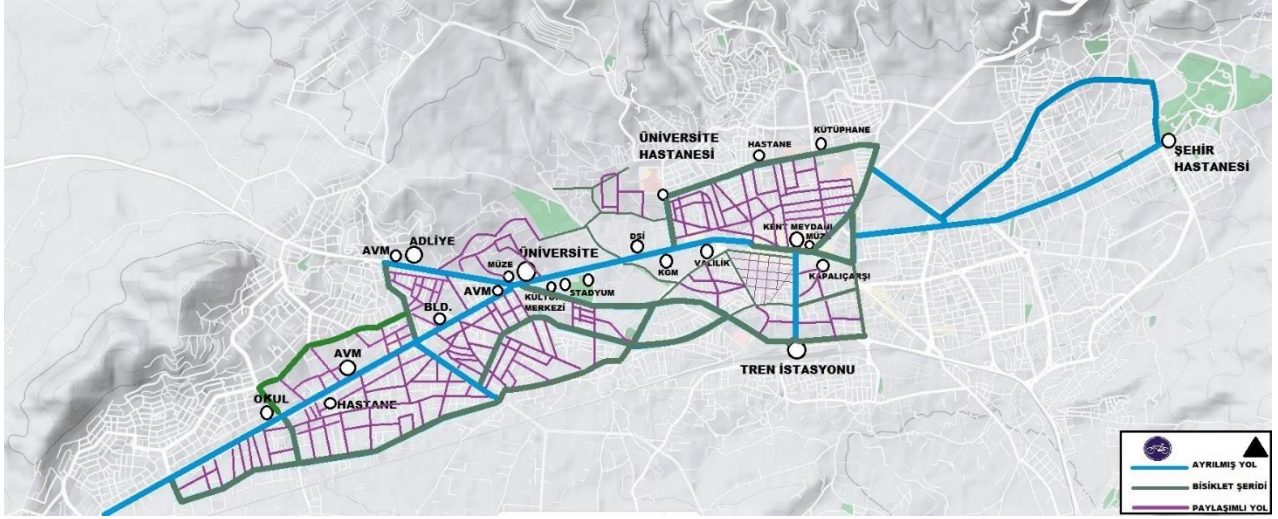 KÜTÜPHANE
ÜNİVERSİTE
HASTANESİ
HASTANE
ŞEHİR
HASTANESİ
KENT MEYDANI
MÜZE
DSİ
ADLİYE
AVM
ÜNİVERSİTE
VALİLİK
KGM
MÜZE
KAPALIÇARŞI
STADYUM
AVM
KÜLTÜR
MERKEZİ
BLD.
AVM
TREN İSTASYONU
OKUL
HASTANE
AYRILMIŞ YOL
BİSİKLET ŞERİDİ
PAYLAŞIMLI YOL